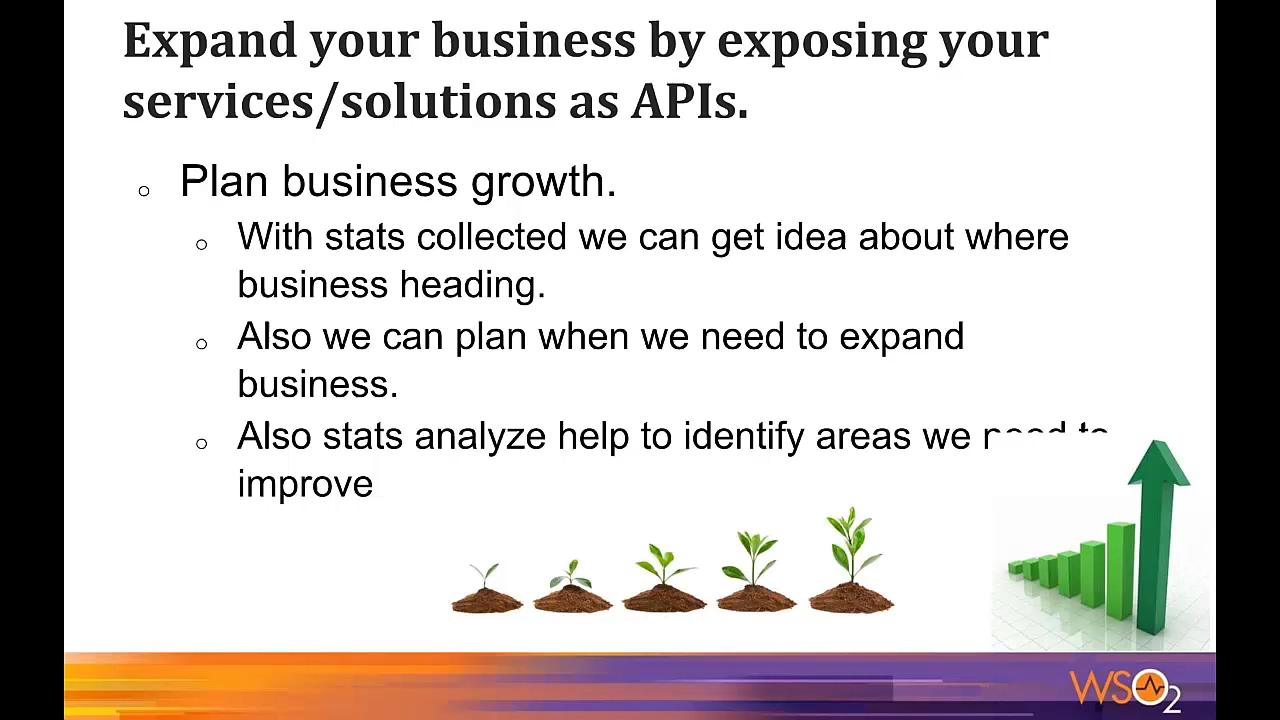 Expand your business by exposing your
services/solutions as APIs.
Plan business growth.
With stats collected we can get idea about where
business heading.
Also we can plan when we need to expand
business.
Also stats analyze help to identify areas we need to
improve
WSO2